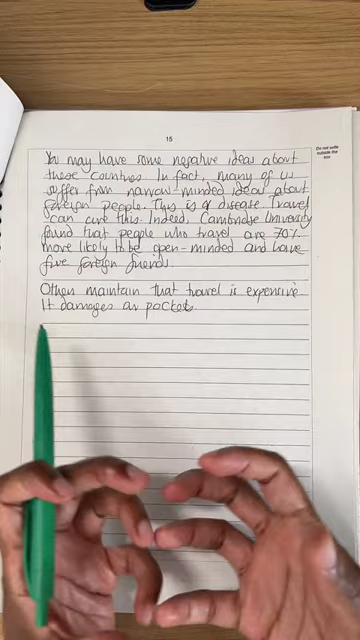 15
Do not write
outside the
box
You may have some negative ideas about
these countries. In fact, many of us
suffer from narrow-minded ideas about
foreign people. This is a disease. Travel
can cure this. Indeed, Cambridge University
found that people who travel are 70%
more likely to be open-minded and have
five foreign friends.
Others maintain that travel is expensive.
It damages our pockets.